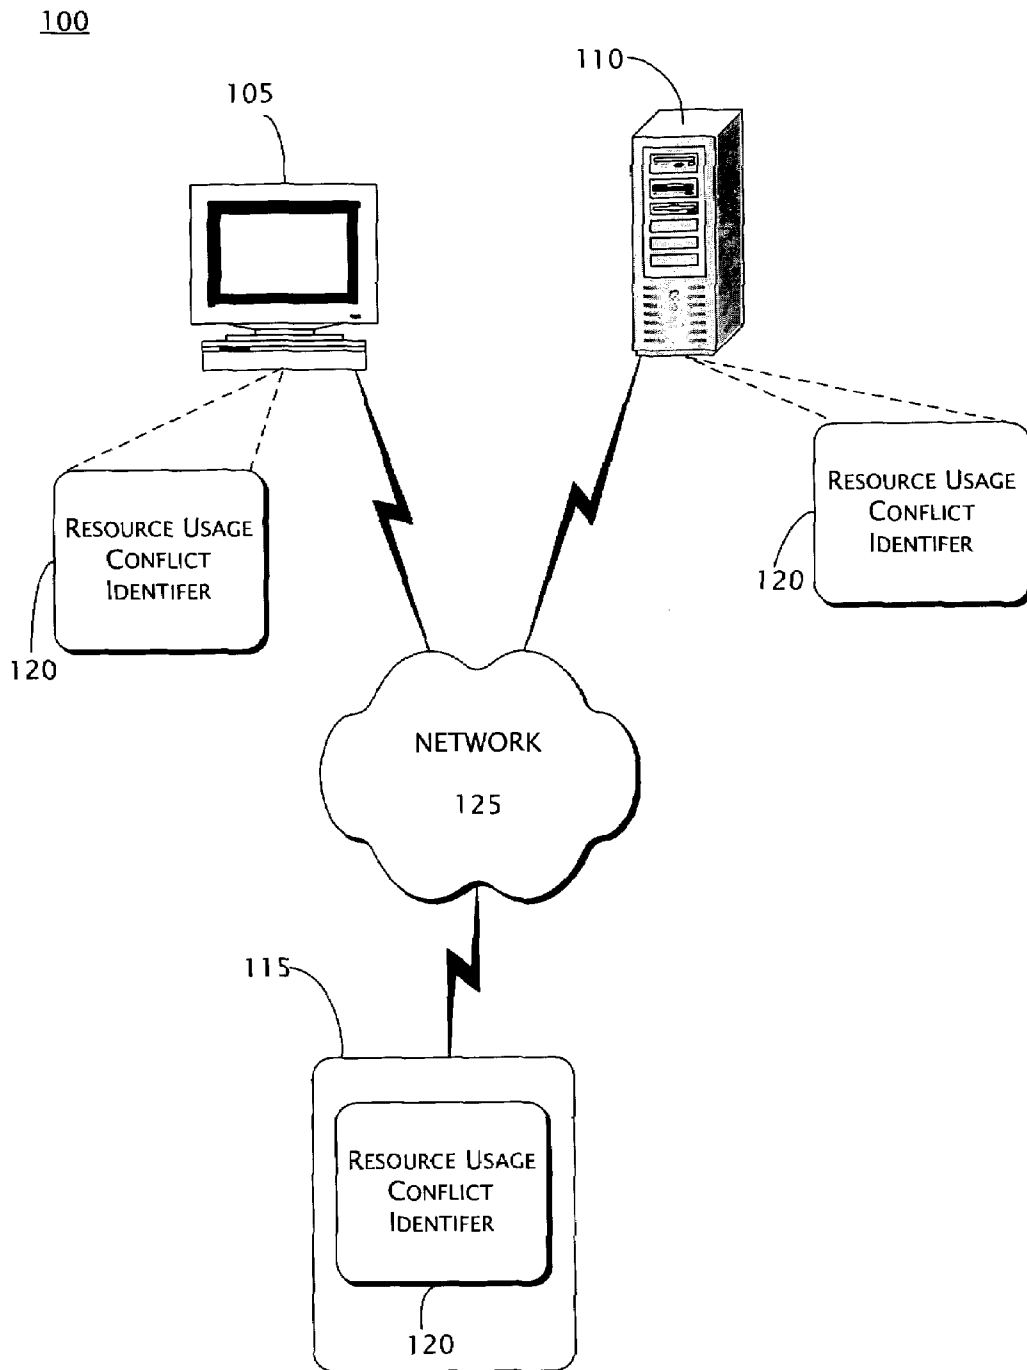 100
110
105
RESOURCE USAGE
CONFLICT
IDENTIFER
120
RESOURCE USAGE
CONFLICT
IDENTIFER
120
NETWORK
125
115
RESOURCE USAGE
CONFLICT
IDENTIFER
120